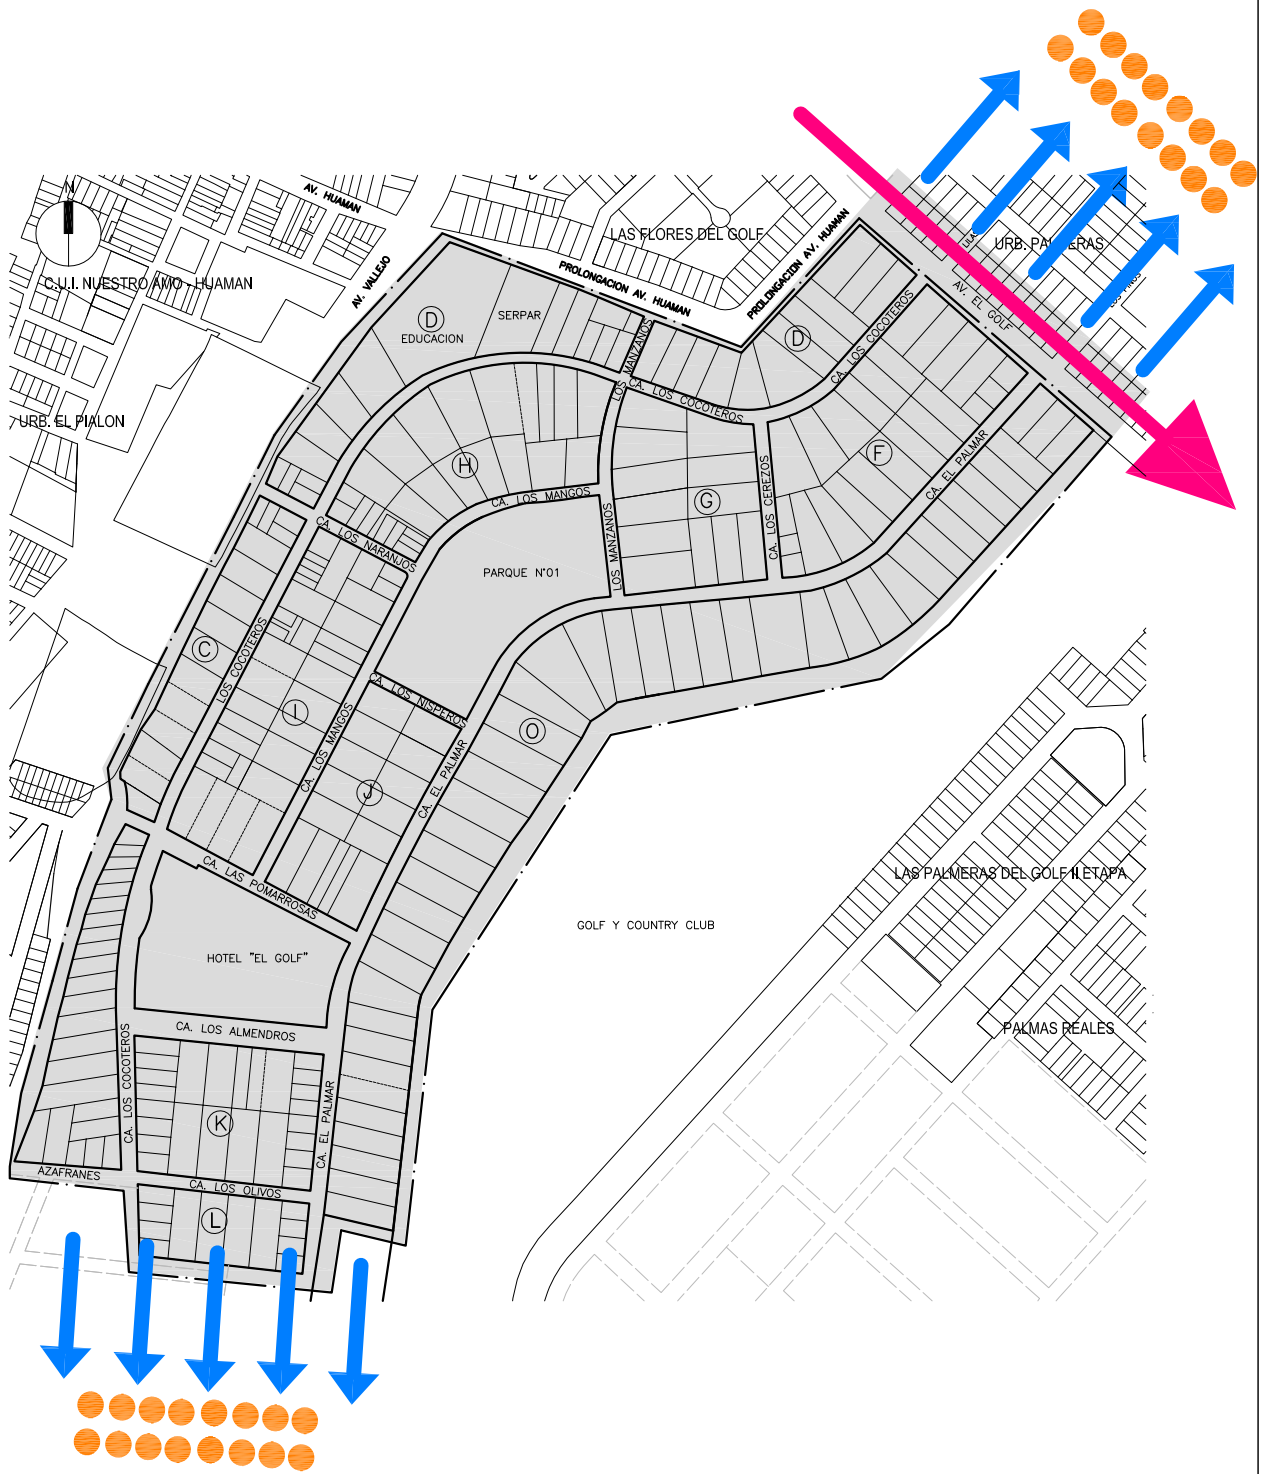 N
AV. HUAMAN
LAS FLORES DEL GOLF
PROLONGACION AV. HUAMAN
URB. PALMERAS
C.U.I. NUESTRO AMO - HUAMAN
AV. VALLEJO
PROLONGACION AV. HUAMAN
AV. EL GOLF
D
EDUCACION
SERPAR
LOS MANZANOS
D
CA. LOS COCOTEROS
CA. LOS COCOTEROS
URB. EL PIALON
H
F
CA. EL PALMAR
CA. LOS MANGOS
G
CA. LOS CEREZOS
CA. LOS NARANJOS
LOS MANZANOS
PARQUE N°01
C
LOS COCOTEROS
CA. LOS NISPEROS
I
CA. LOS MANGOS
O
J
CA. EL PALMAR
CA. LAS POMARROSAS
LAS PALMERAS DEL GOLF II ETAPA
GOLF Y COUNTRY CLUB
HOTEL "EL GOLF"
CA. LOS ALMENDROS
PALMAS REALES
CA. LOS COCOTEROS
K
CA. EL PALMAR
AZAFRANES
CA. LOS OLIVOS
L